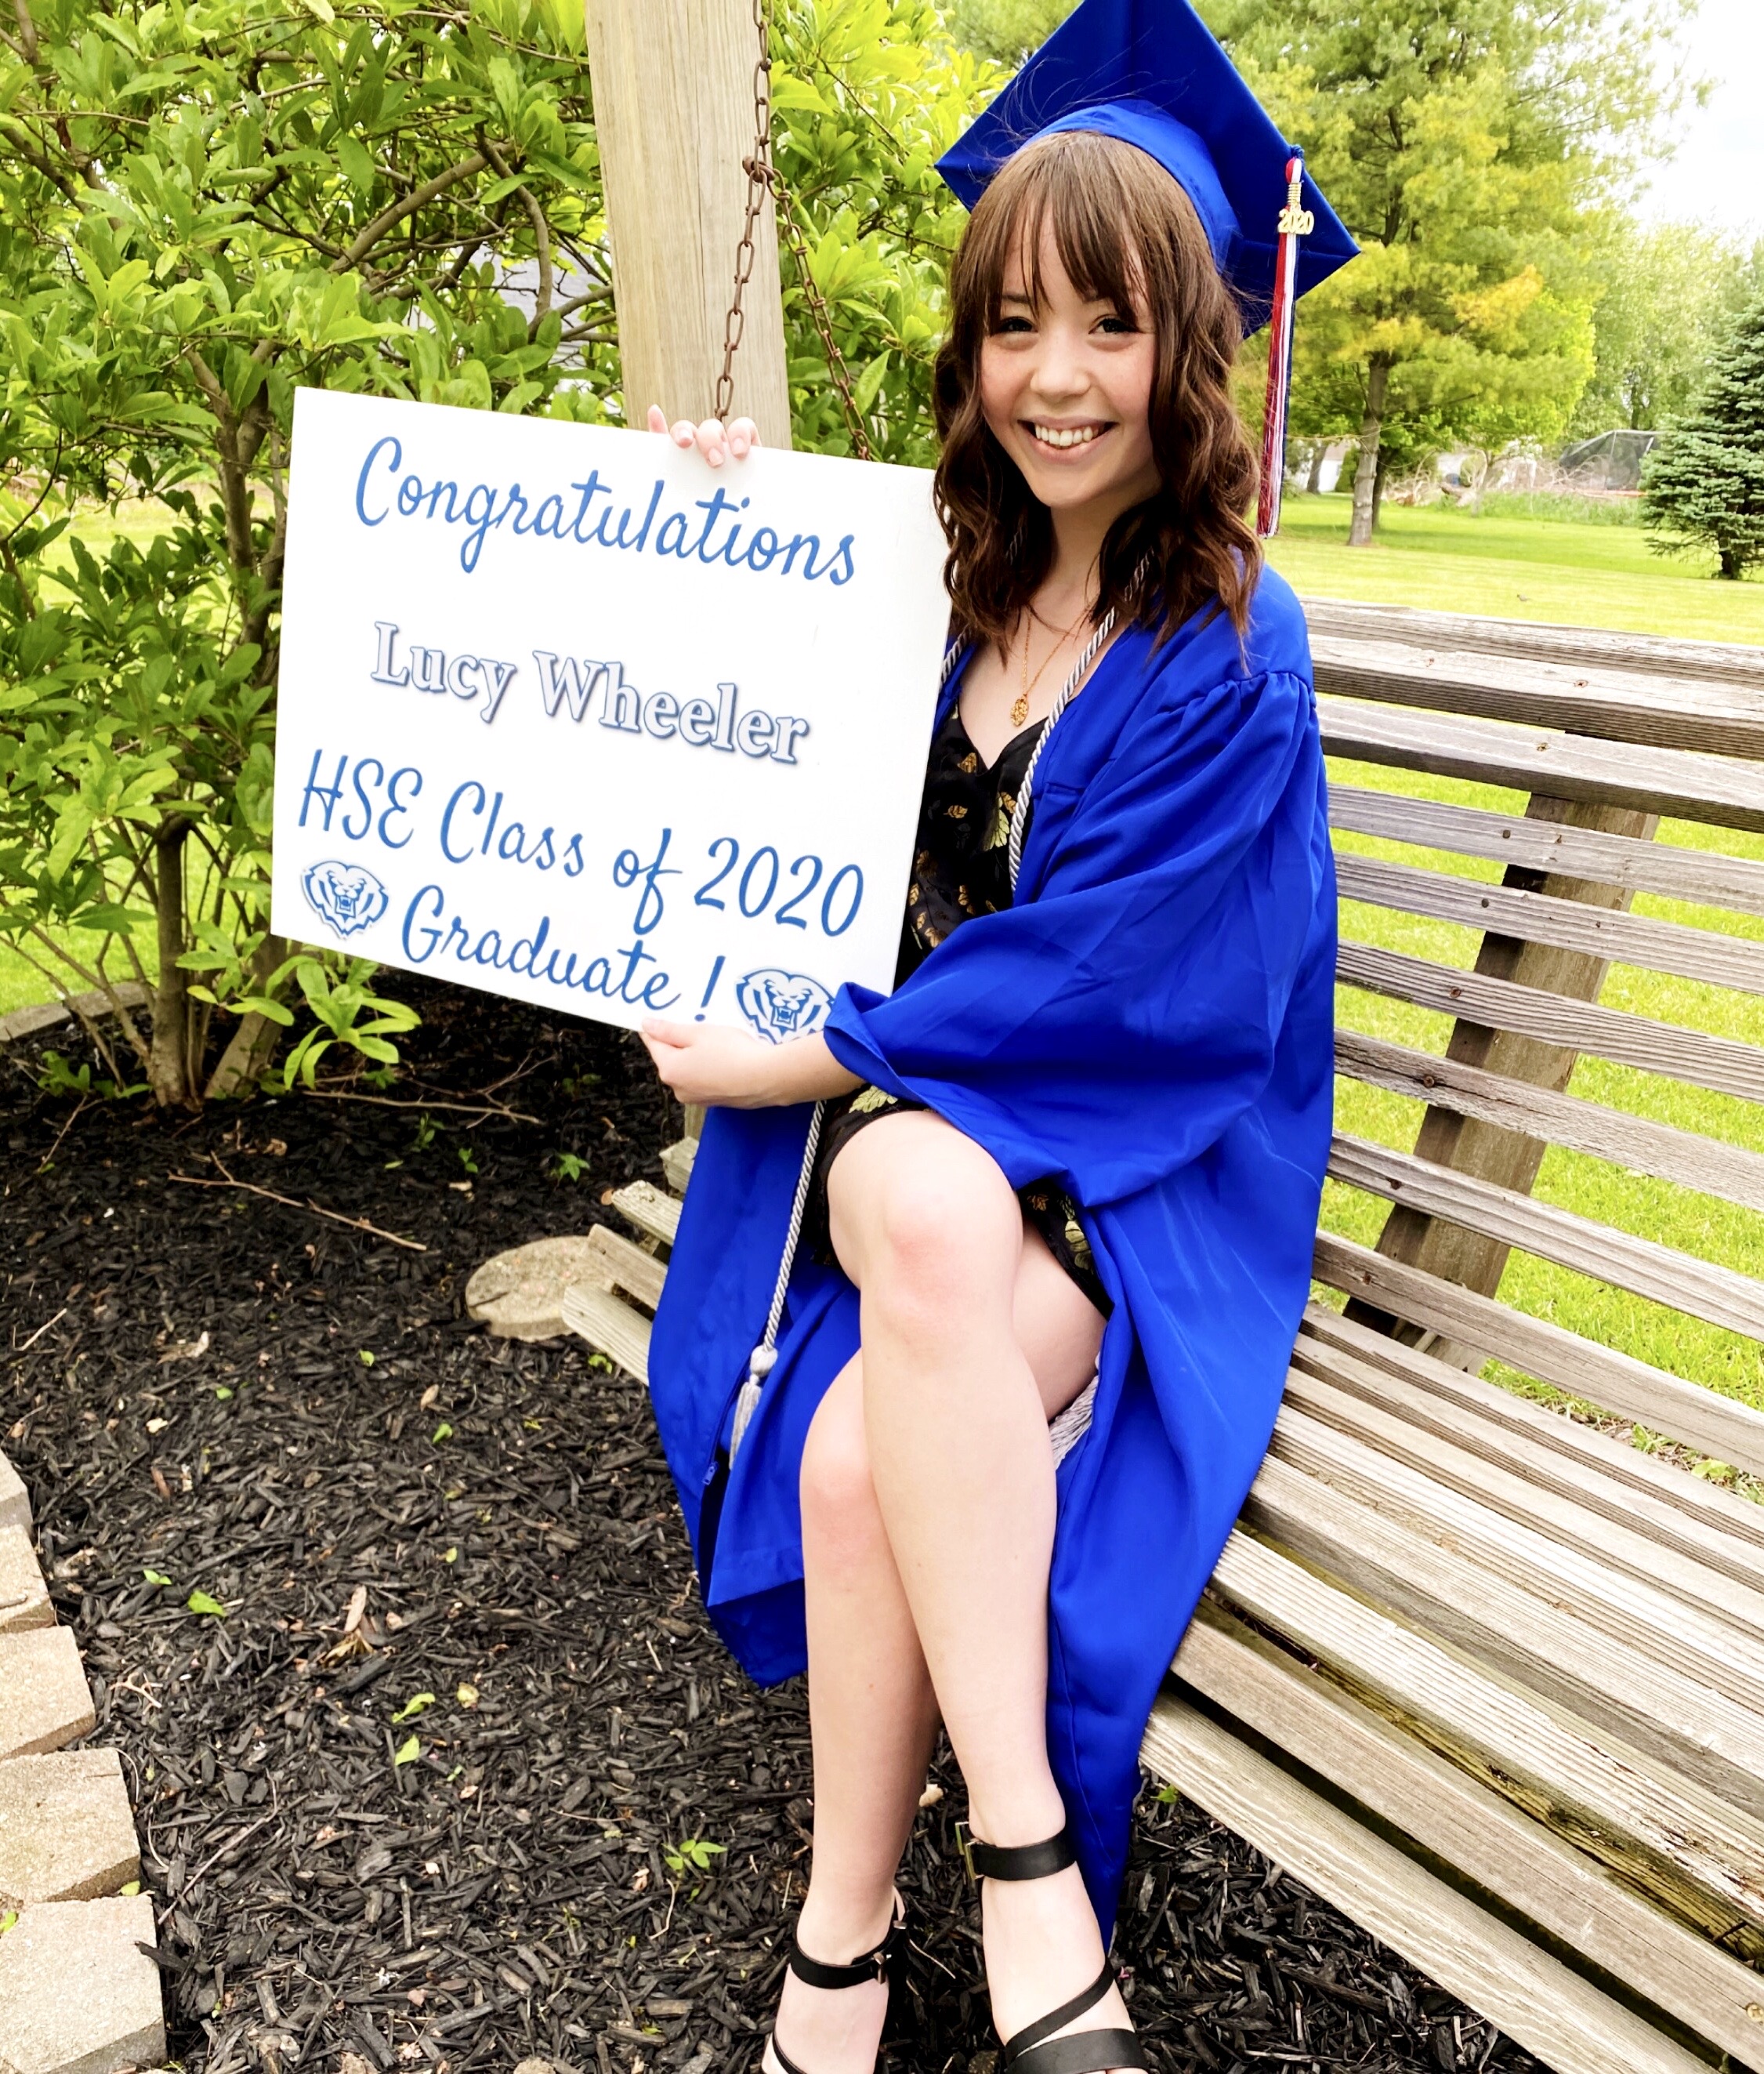 Congratulations
Lucy Wheeler
HSE Class of 2020
Graduate!
2020